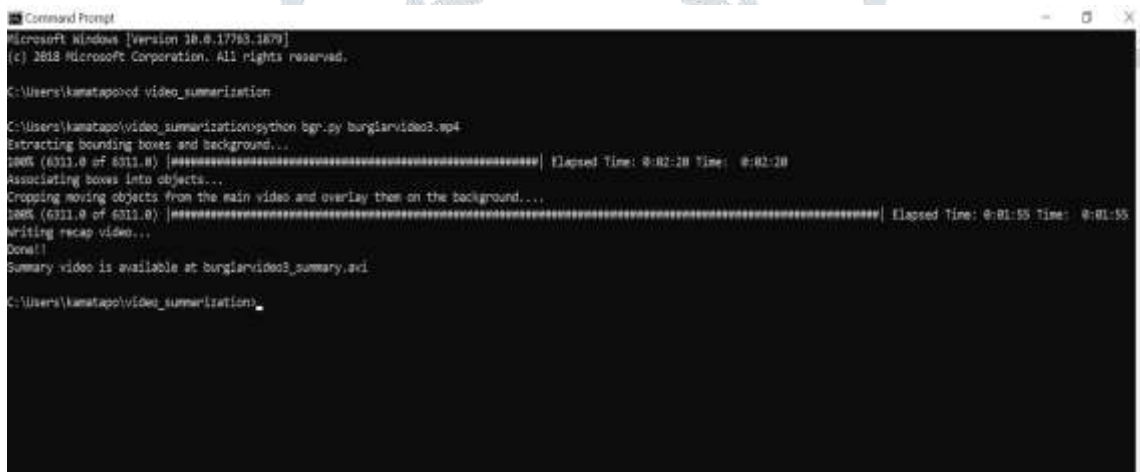 Command Prompt
Microsoft Windows [Version 10.0.17763.1879]
(c) 2018 Microsoft Corporation. All rights reserved.
C:\Users\kamatapo>cd video_summarization
C:\Users\kamatapo\video_summarization>python bgr.py burglarvideo3.mp4
Extracting bounding boxes and background...
100% (6311.0 of 6311.0) |##########################################################| Elapsed Time: 0:02:20 Time:  0:02:20
Associating boxes into objects...
Cropping moving objects from the main video and overlay them on the background....
100% (6311.0 of 6311.0) |################################################################################################################| Elapsed Time: 0:01:55 Time:  0:01:55
Writing recap video...
Done!!
Summary video is available at burglarvideo3_summary.avi
C:\Users\kamatapo\video_summarization>